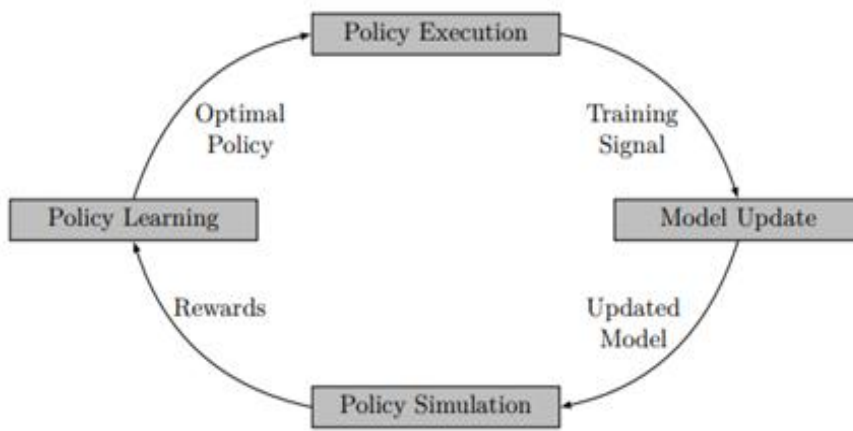 Policy Execution
Optimal
Policy
Training
Signal
Policy Learning
Model Update
Rewards
Updated
Model
Policy Simulation